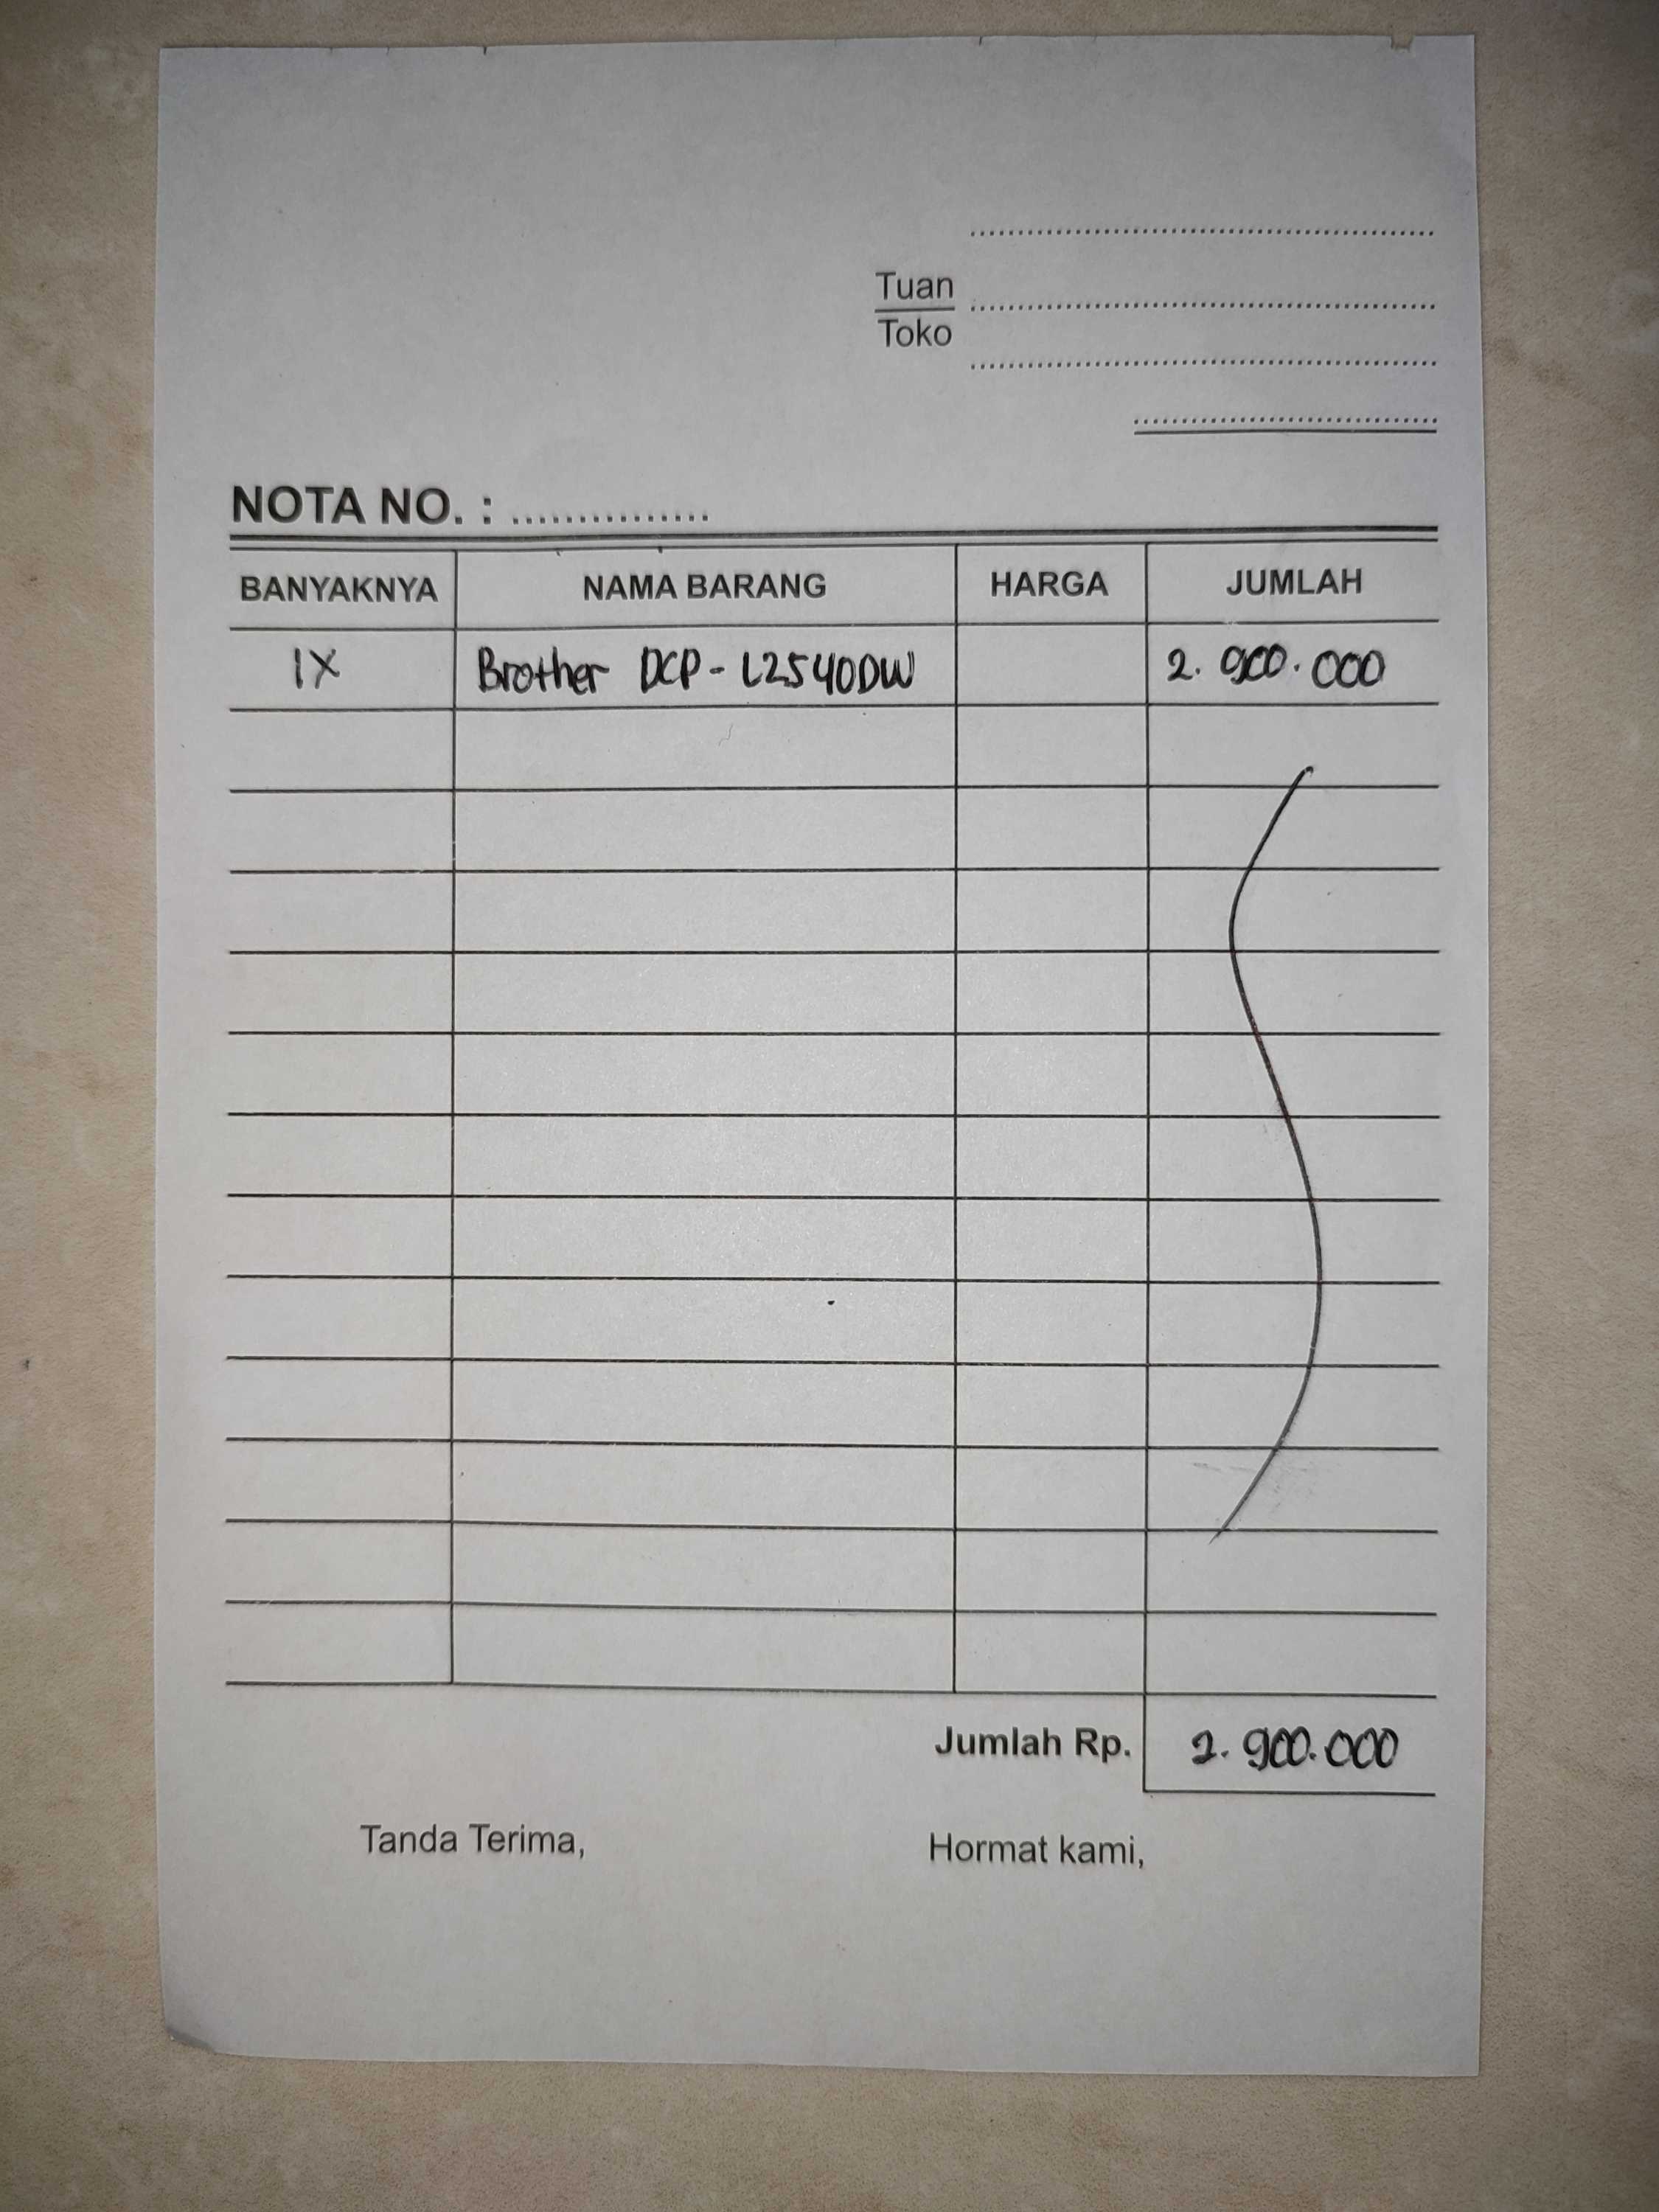 Tuan
Toko
NOTA NO. : ...............
BANYAKNYA NAMA BARANG HARGA JUMLAH
1X Brother DCP-L2540DW 2.900.000
Jumlah Rp. 2.900.000
Tanda Terima, Hormat kami,